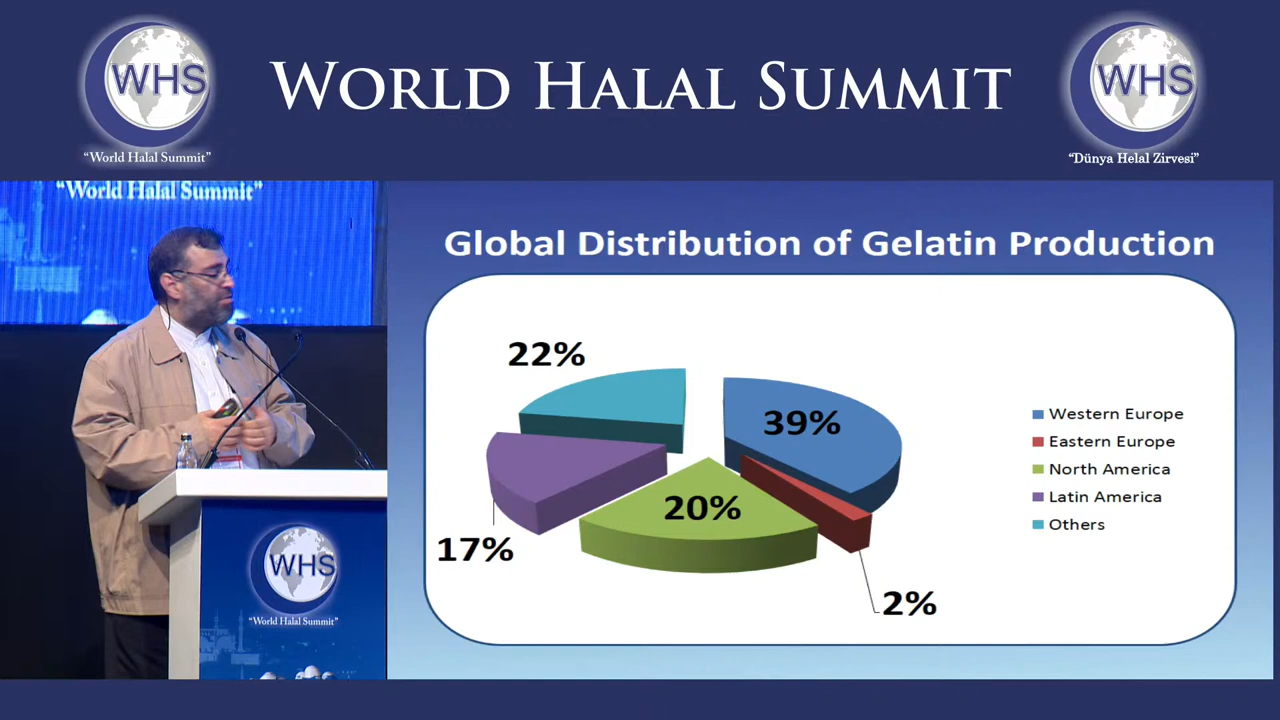 WHS
"World Halal Summit"
WORLD HALAL SUMMIT
WHS
"Dünya Helal Zirvesi"
"World Halal Summit"
WHS
"World Halal Summit"
Global Distribution of Gelatin Production
22%
39%
20%
17%
2%
Western Europe
Eastern Europe
North America
Latin America
Others